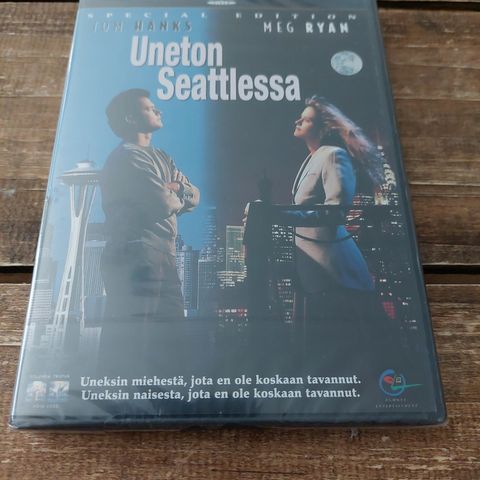 SPECIAL EDITION
TOM HANKS
MEG RYAN
Uneton
Seattlessa
Uneksin miehestä, jota en ole koskaan tavannut.
Uneksin naisesta, jota en ole koskaan tavannut.